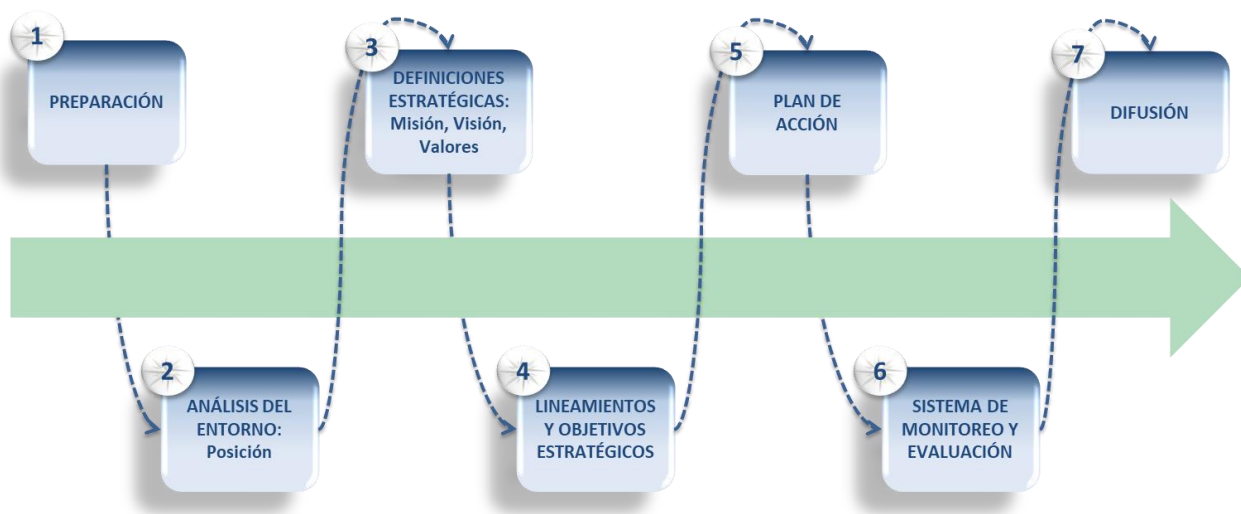 1
PREPARACIÓN
2
ANÁLISIS DEL
ENTORNO:
Posición
3
DEFINICIONES
ESTRATÉGICAS:
Misión, Visión,
Valores
4
LINEAMIENTOS
Y OBJETIVOS
ESTRATÉGICOS
5
PLAN DE
ACCIÓN
6
SISTEMA DE
MONITOREO Y
EVALUACIÓN
7
DIFUSIÓN